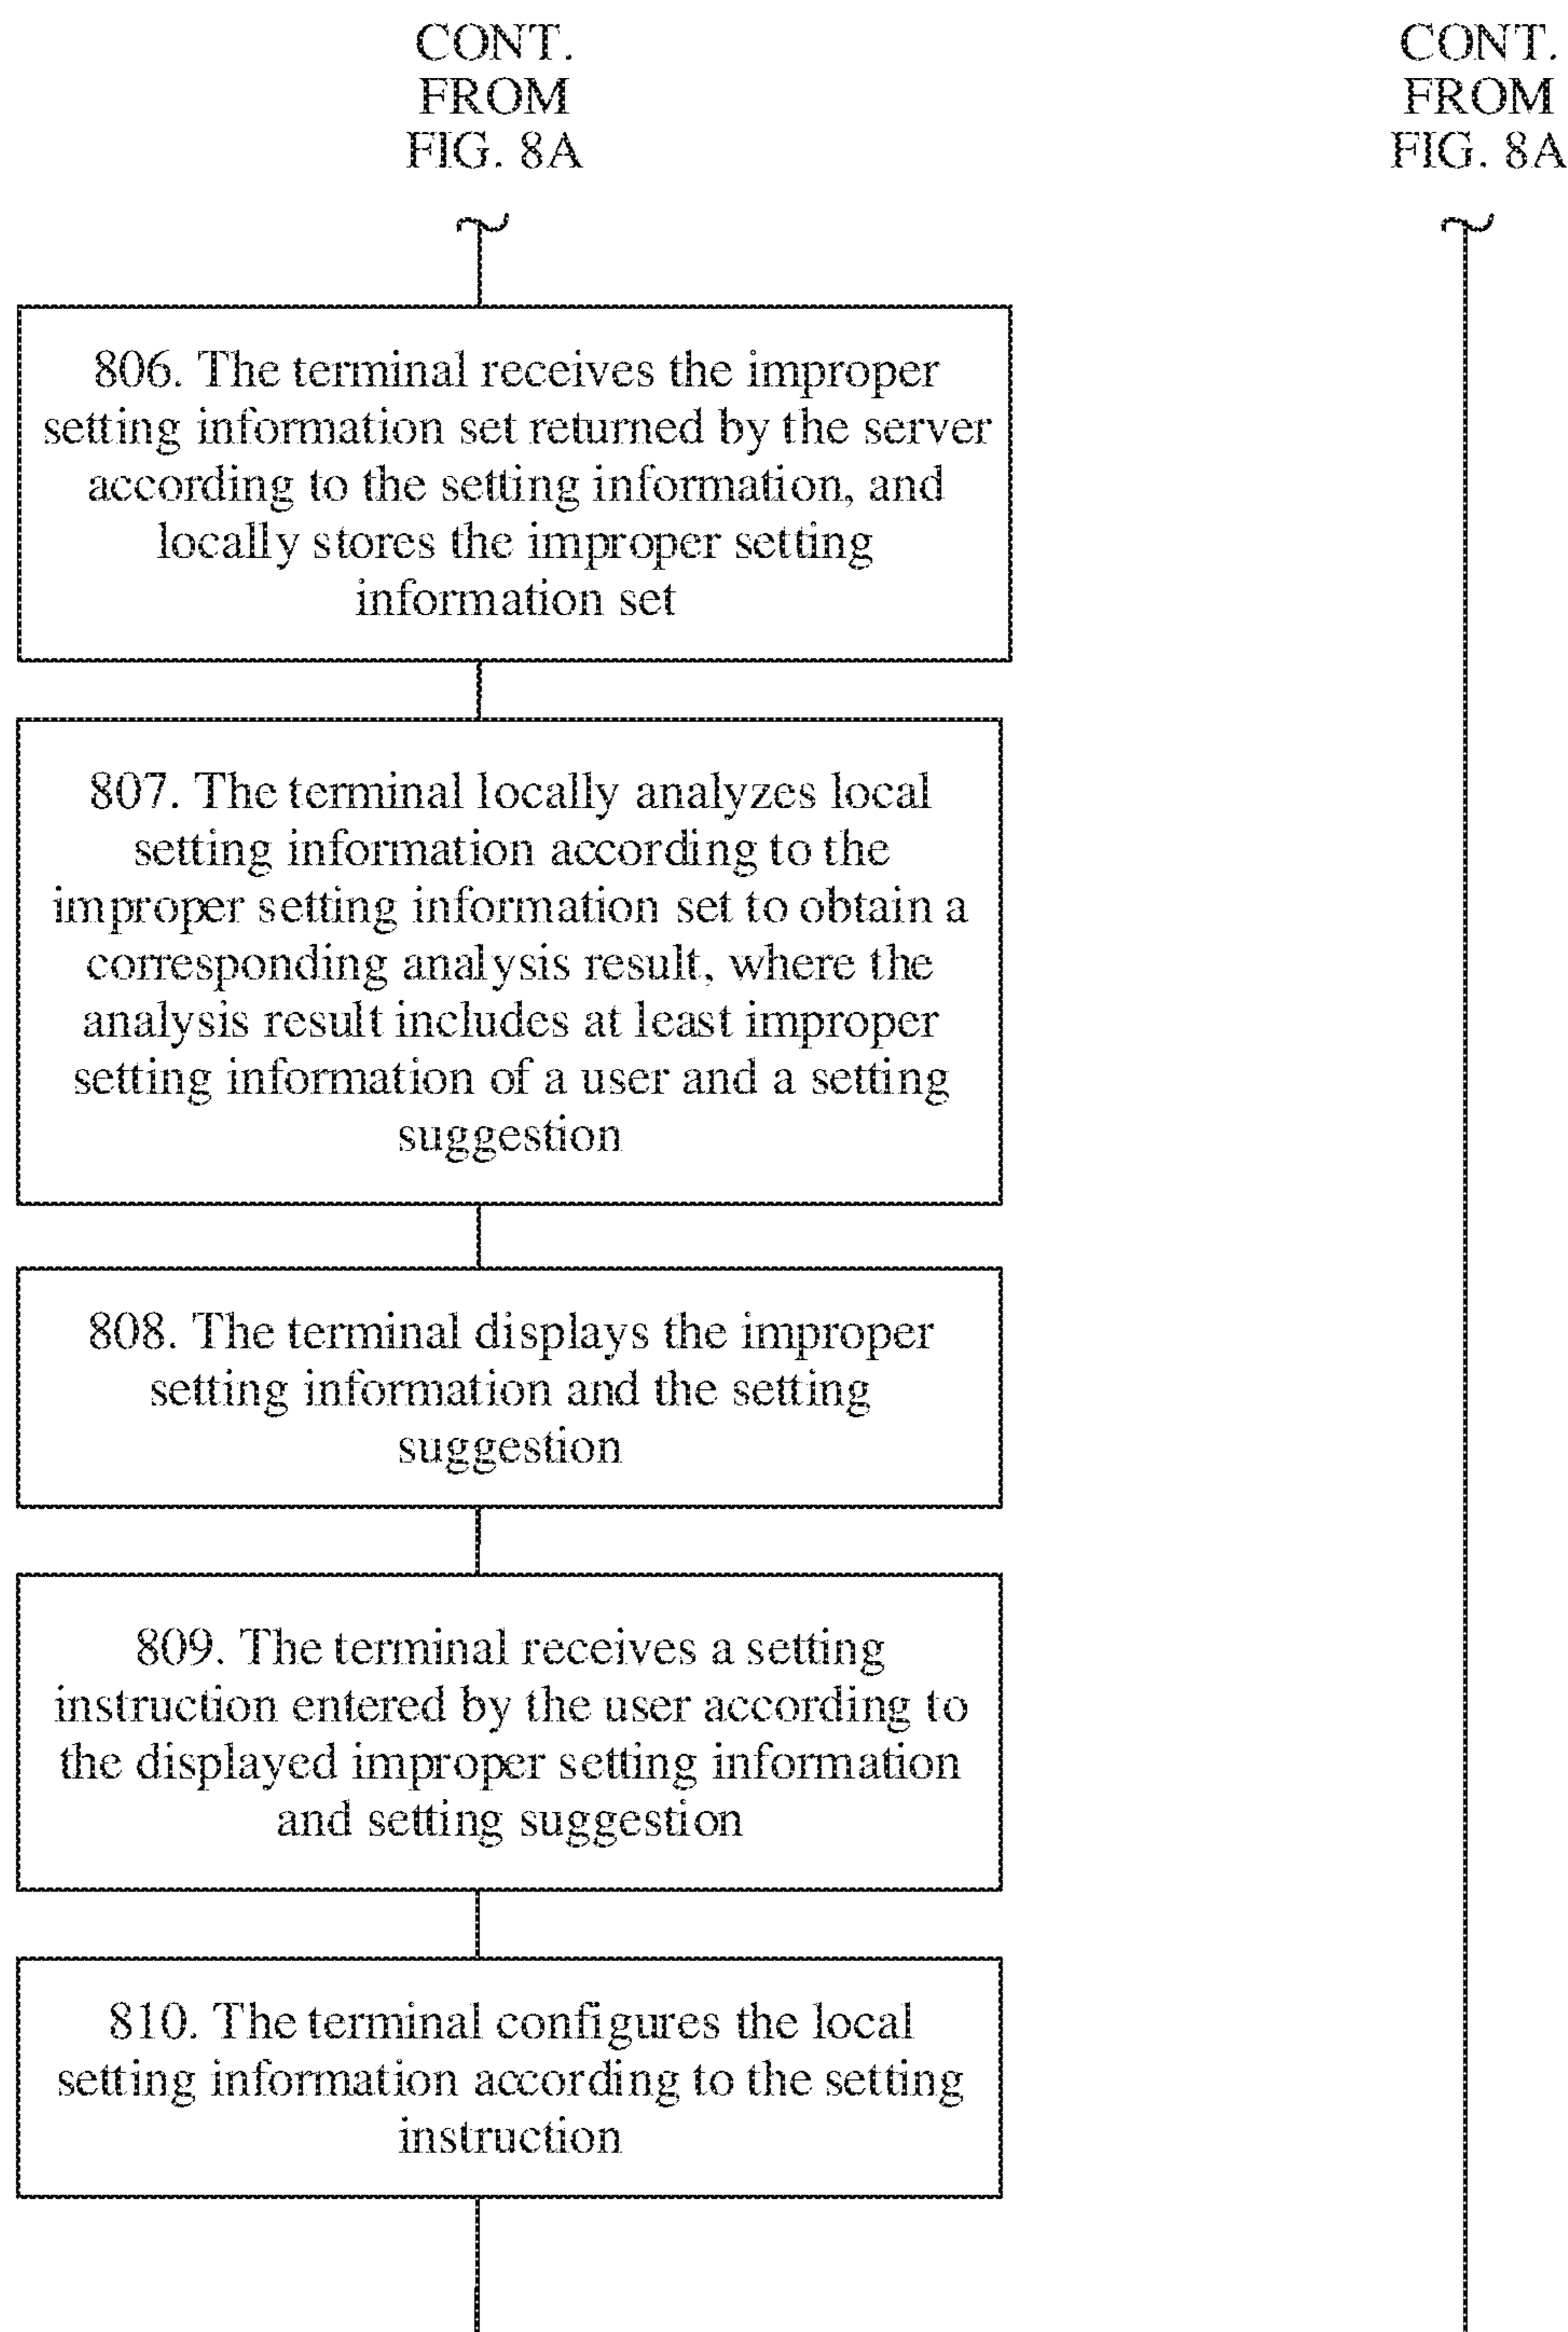 CONT.
FROM
FIG. 8A
CONT.
FROM
FIG. 8A
806. The terminal receives the improper
setting information set returned by the server
according to the setting information, and
locally stores the improper setting
information set
807. The terminal locally analyzes local
setting information according to the
improper setting information set to obtain a
corresponding analysis result, where the
analysis result includes at least improper
setting information of a user and a setting
suggestion
808. The terminal displays the improper
setting information and the setting
suggestion
809. The terminal receives a setting
instruction entered by the user according to
the displayed improper setting information
and setting suggestion
810. The terminal configures the local
setting information according to the setting
instruction